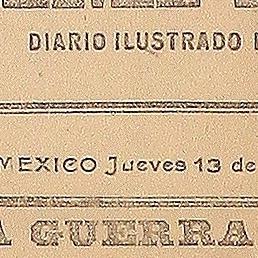 DIARIO ILUSTRADO
MEXICO Jueves 13 de
A GUERRA